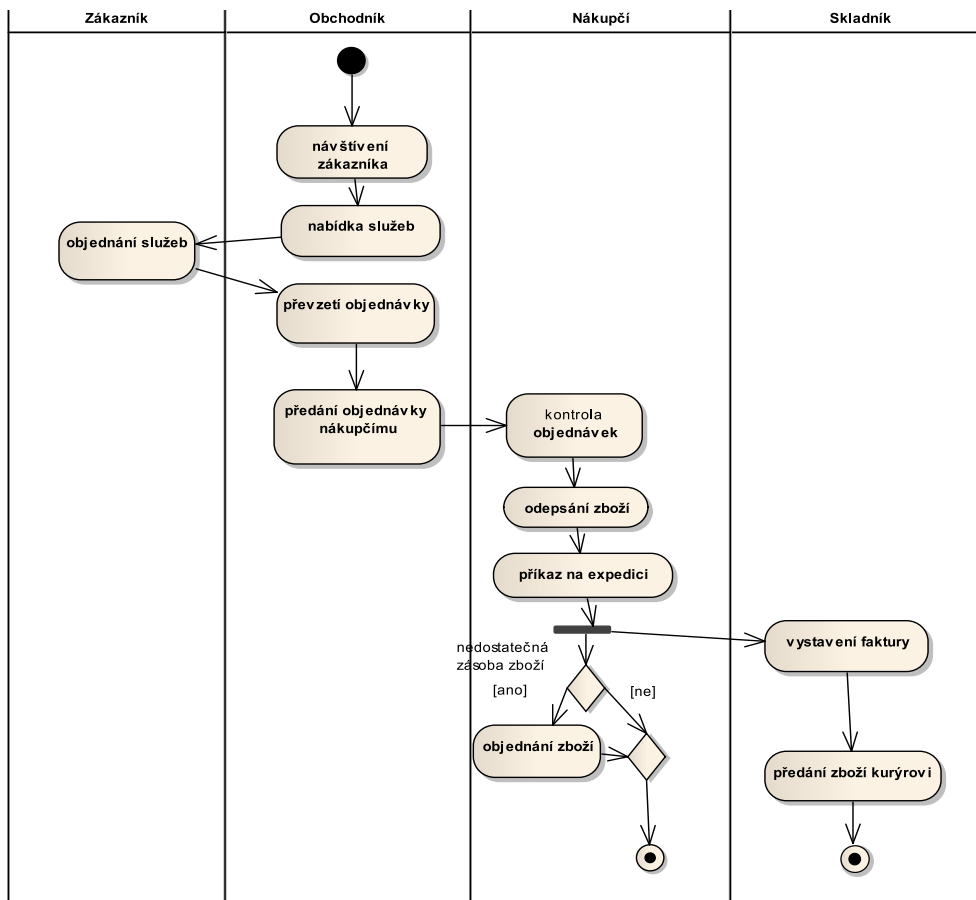 Zákazník
Obchodník
Nákupčí
Skladník
návštívení
zákazníka
nabídka služeb
objednání služeb
převzetí objednávky
předání objednávky
nákupčímu
kontrola
objednávek
odepsání zboží
příkaz na expedici
vystavení faktury
nedostatečná
zásoba zboží
[ano]
[ne]
objednání zboží
předání zboží kurýrovi